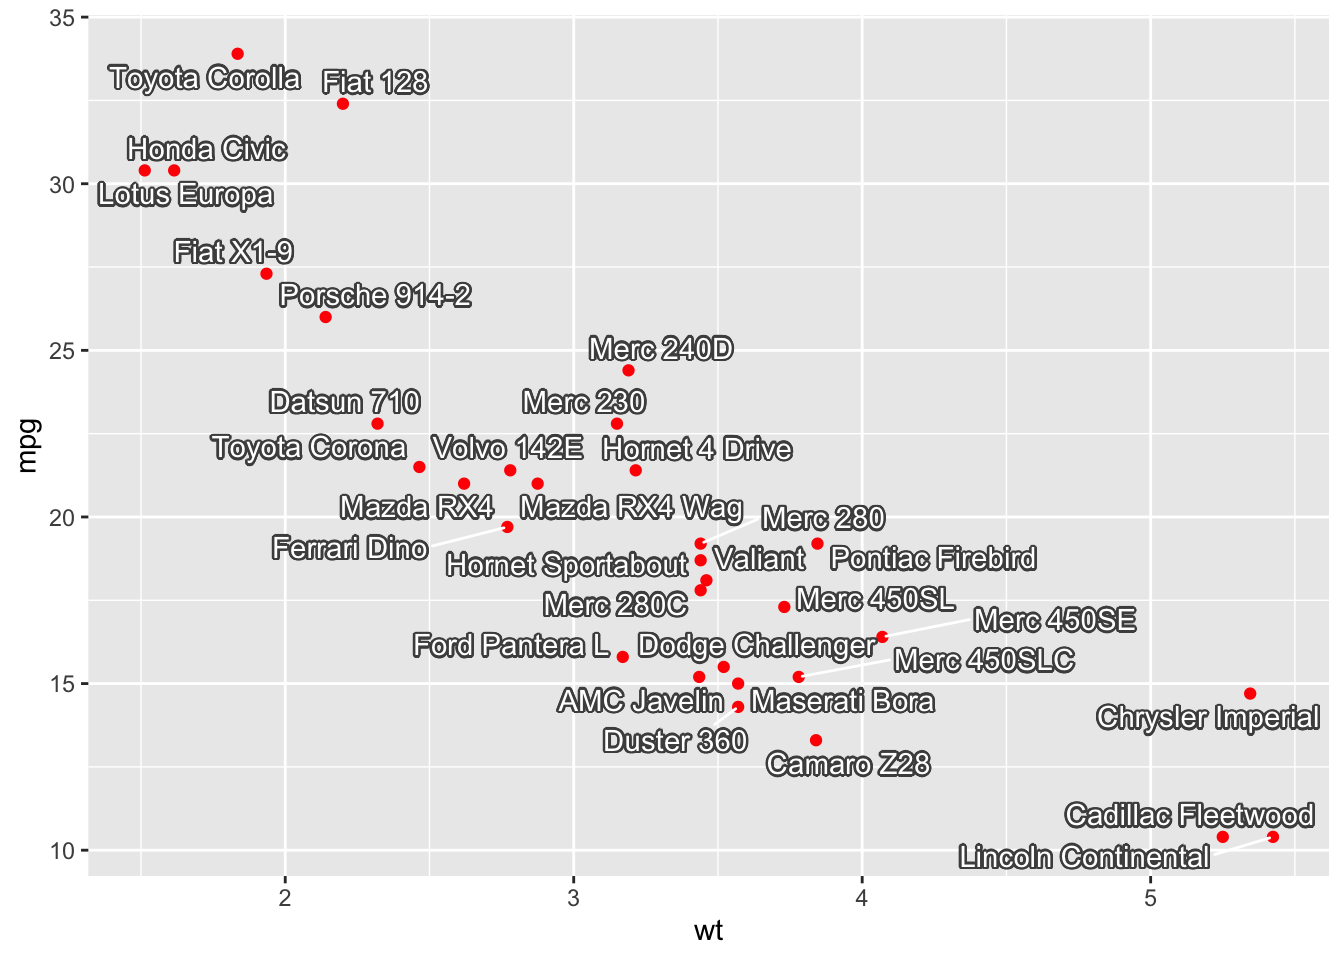 35
Toyota Corolla
Fiat 128
Honda Civic
30
Lotus Europa
Fiat X1-9
Porsche 914-2
25
Merc 240D
Datsun 710
Merc 230
Toyota Corona
Volvo 142E
Hornet 4 Drive
mpg
Mazda RX4
Mazda RX4 Wag
20
Merc 280
Ferrari Dino
Hornet Sportabout
Valiant
Pontiac Firebird
Merc 280C
Merc 450SL
Merc 450SE
Ford Pantera L
Dodge Challenger
Merc 450SLC
15
AMC Javelin
Maserati Bora
Chrysler Imperial
Duster 360
Camaro Z28
Cadillac Fleetwood
10
Lincoln Continental
2
3
4
5
wt